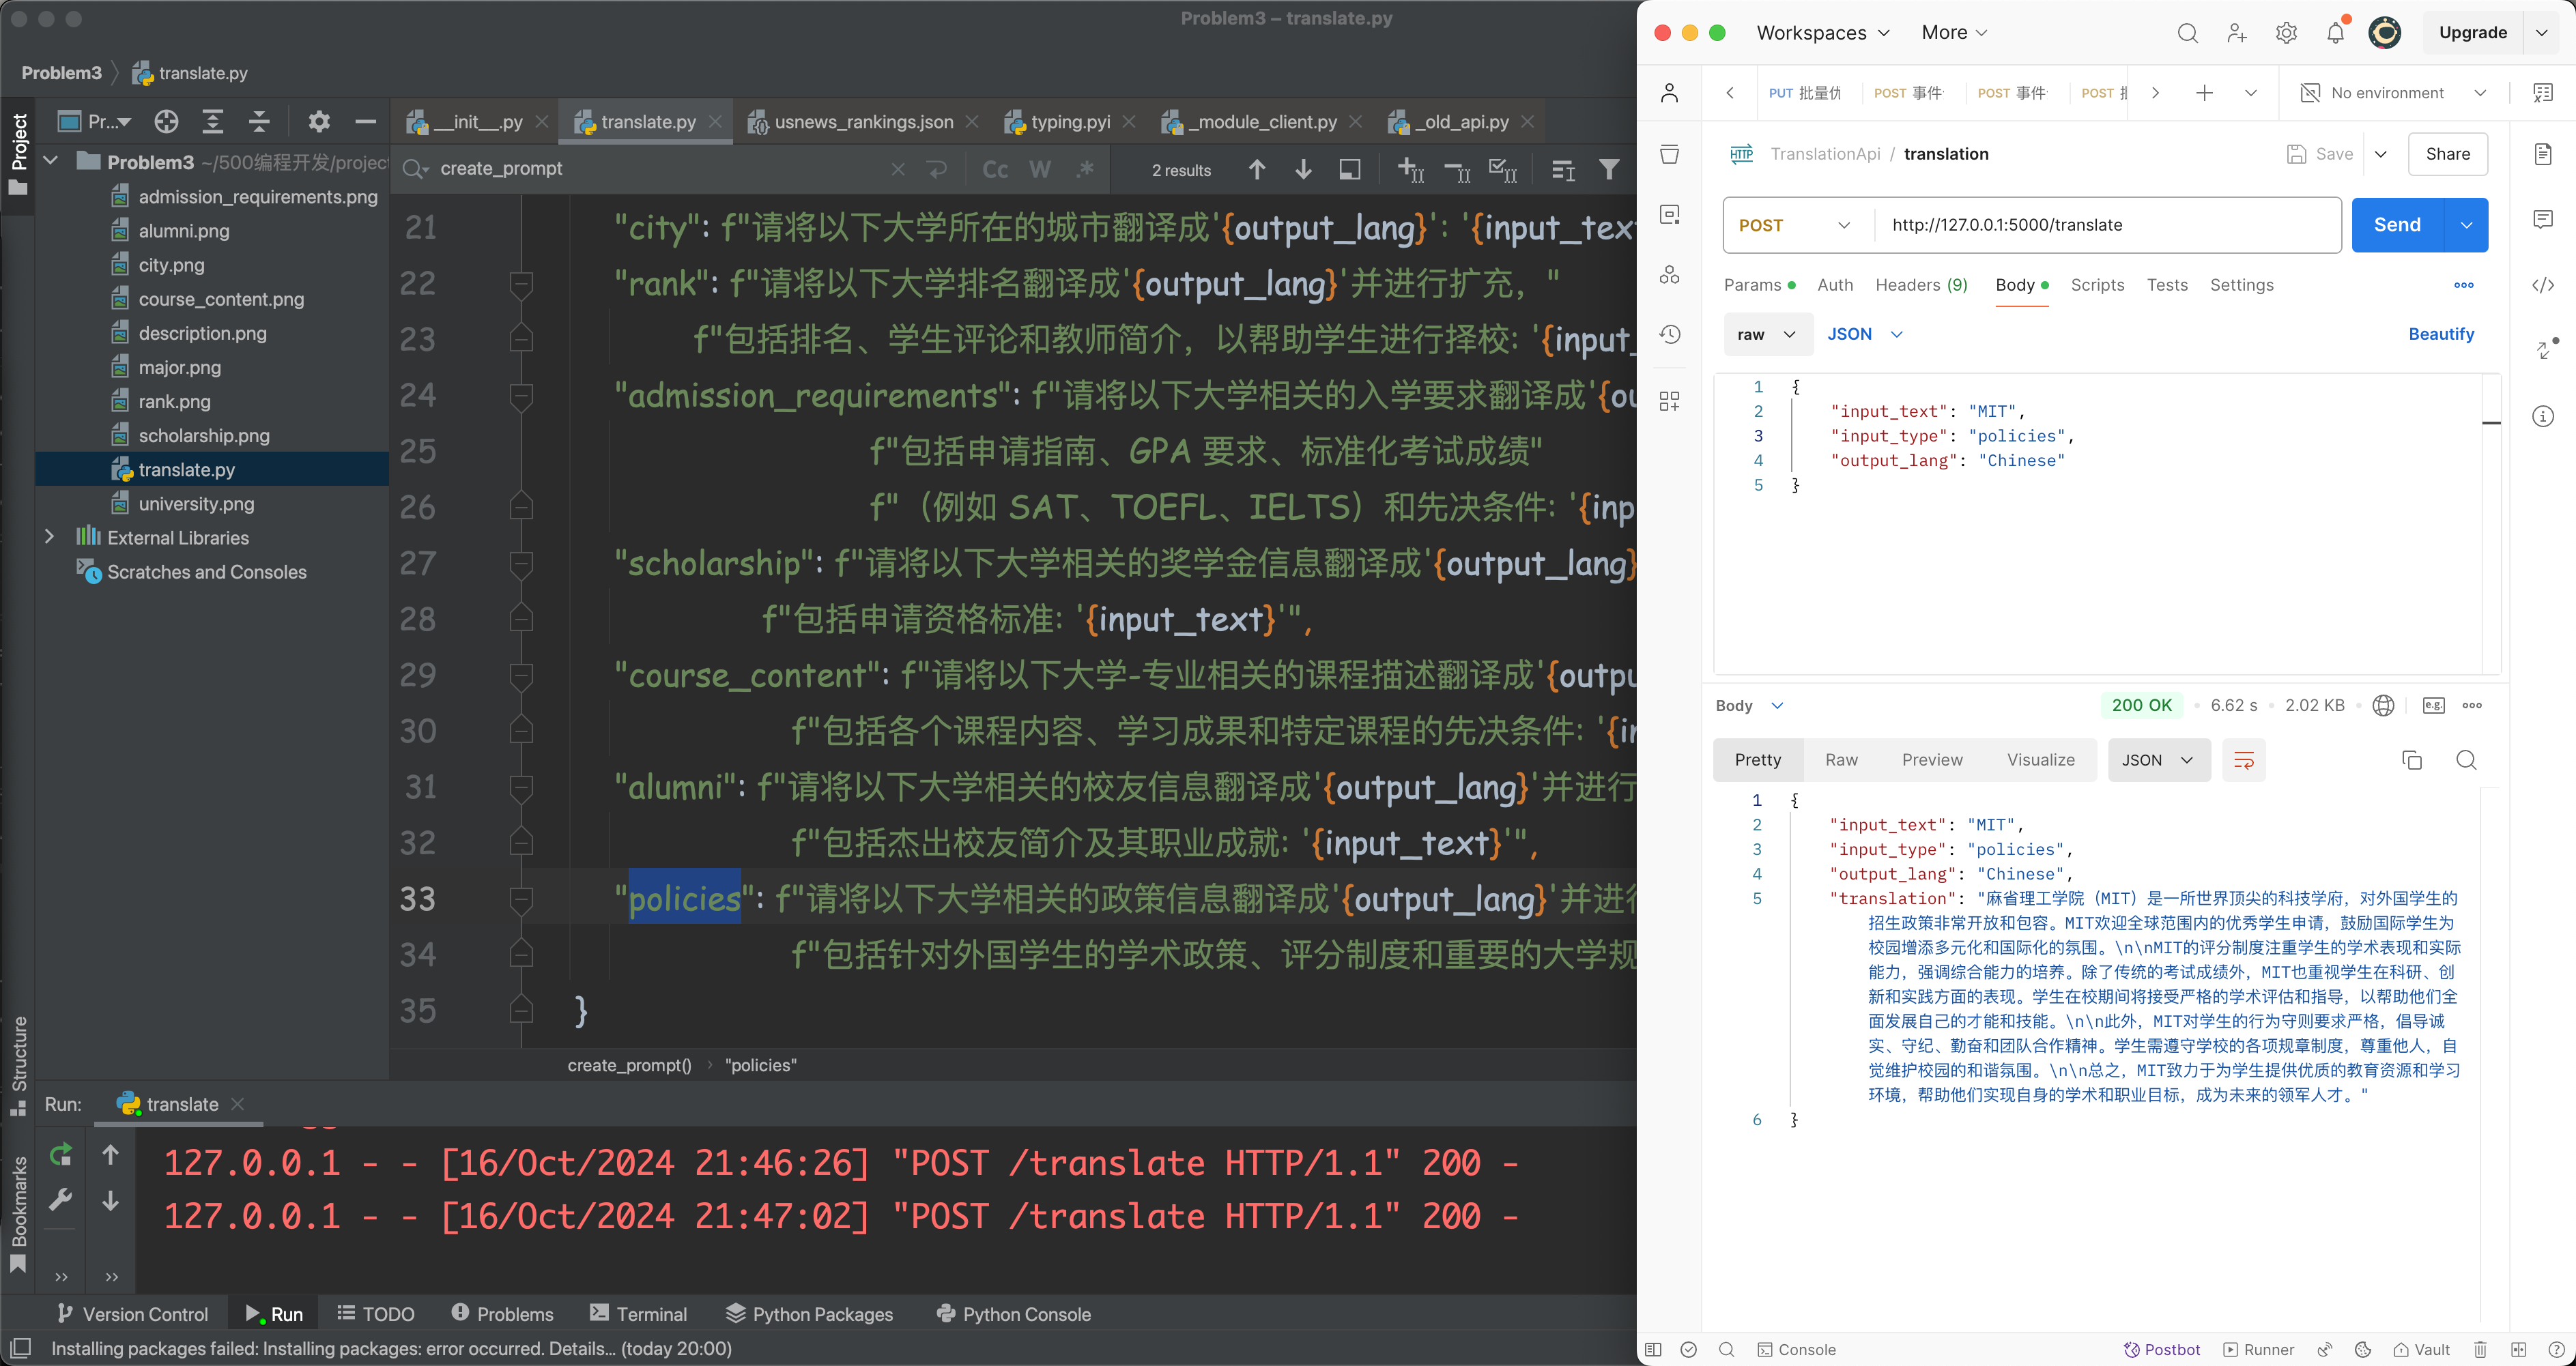 Problem3 – translate.py
Problem3 translate.py
Pr...
__init__.py
translate.py
usnews_rankings.json
typing.pyi
_module_client.py
_old_api.py
Project
Problem3 ~/500编程开发/projec
admission_requirements.png
alumni.png
city.png
course_content.png
description.png
major.png
rank.png
scholarship.png
translate.py
university.png
External Libraries
Scratches and Consoles
Structure
Bookmarks
create_prompt
Cc W .*
2 results
21 "city": f"请将以下大学所在的城市翻译成'{output_lang}': '{input_tex
22 "rank": f"请将以下大学排名翻译成'{output_lang}'并进行扩充，"
23 f"包括排名、学生评论和教师简介，以帮助学生进行择校: '{input_
24 "admission_requirements": f"请将以下大学相关的入学要求翻译成'{ou
25 f"包括申请指南、GPA 要求、标准化考试成绩"
26 f"（例如 SAT、TOEFL、IELTS）和先决条件: '{inp
27 "scholarship": f"请将以下大学相关的奖学金信息翻译成'{output_lang}
28 f"包括申请资格标准: '{input_text}'",
29 "course_content": f"请将以下大学-专业相关的课程描述翻译成'{outpu
30 f"包括各个课程内容、学习成果和特定课程的先决条件: '{i
31 "alumni": f"请将以下大学相关的校友信息翻译成'{output_lang}'并进行
32 f"包括杰出校友简介及其职业成就: '{input_text}'",
33 "policies": f"请将以下大学相关的政策信息翻译成'{output_lang}'并进行
34 f"包括针对外国学生的学术政策、评分制度和重要的大学规
35 }
create_prompt() › "policies"
Run: translate
127.0.0.1 - - [16/Oct/2024 21:46:26] "POST /translate HTTP/1.1" 200 -
127.0.0.1 - - [16/Oct/2024 21:47:02] "POST /translate HTTP/1.1" 200 -
Version Control Run TODO Problems Terminal Python Packages Python Console
Installing packages failed: Installing packages: error occurred. Details... (today 20:00)
Workspaces More Upgrade
PUT 批量优 POST 事件 POST 事件 POST No environment
HTTP TranslationApi / translation Save Share
POST http://127.0.0.1:5000/translate Send
Params Auth Headers (9) Body Scripts Tests Settings
raw JSON Beautify
1 {
2 "input_text": "MIT",
3 "input_type": "policies",
4 "output_lang": "Chinese"
5 }
Body 200 OK 6.62 s 2.02 KB e.g.
Pretty Raw Preview Visualize JSON
1 {
2 "input_text": "MIT",
3 "input_type": "policies",
4 "output_lang": "Chinese",
5 "translation": "麻省理工学院（MIT）是一所世界顶尖的科技学府，对外国学生的
招生政策非常开放和包容。MIT欢迎全球范围内的优秀学生申请，鼓励国际学生为
校园增添多元化和国际化的氛围。\n\nMIT的评分制度注重学生的学术表现和实际
能力，强调综合能力的培养。除了传统的考试成绩外，MIT也重视学生在科研、创
新和实践方面的表现。学生在校期间将接受严格的学术评估和指导，以帮助他们全
面发展自己的才能和技能。\n\n此外，MIT对学生的行为守则要求严格，倡导诚
实、守纪、勤奋和团队合作精神。学生需遵守学校的各项规章制度，尊重他人，自
觉维护校园的和谐氛围。\n\n总之，MIT致力于为学生提供优质的教育资源和学习
环境，帮助他们实现自身的学术和职业目标，成为未来的领军人才。"
6 }
Console Postbot Runner Vault